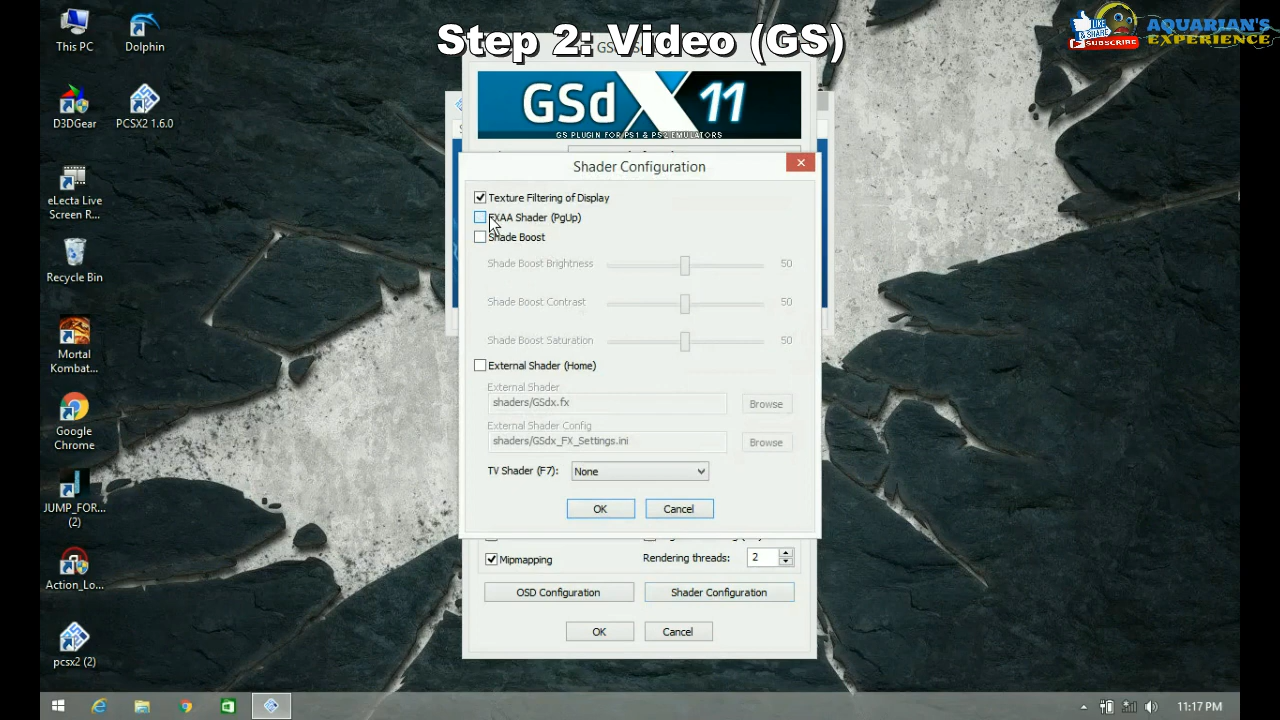 Step 2: Video (GS)
LIKE & SHARE
SUBSCRIBE
AQUARIAN'S
EXPERIENCE
This PC
Dolphin
D3DGear
PCSX2 1.6.0
eLecta Live
Screen R...
Recycle Bin
Mortal
Kombat...
Google
Chrome
JUMP_FOR...
(2)
Action_Lo...
pcsx2 (2)
GSdX 11
GS PLUGIN FOR PS1 & PS2 EMULATORS
Shader Configuration
Texture Filtering of Display
FXAA Shader (PgUp)
Shade Boost
Shade Boost Brightness 50
Shade Boost Contrast 50
Shade Boost Saturation 50
External Shader (Home)
External Shader
shaders/GSdx.fx Browse
External Shader Config
shaders/GSdx_FX_Settings.ini Browse
TV Shader (F7): None
OK Cancel
Mipmapping Rendering threads: 2
OSD Configuration Shader Configuration
OK Cancel
11:17 PM